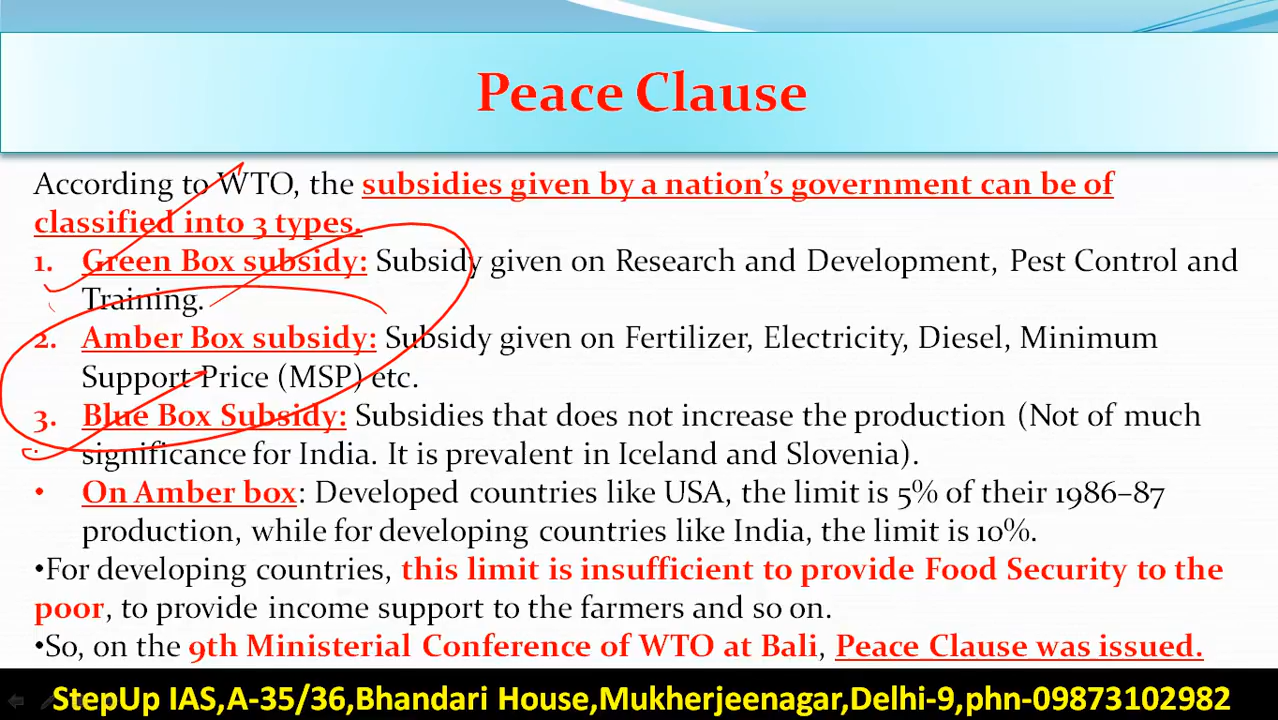 Peace Clause
According to WTO, the subsidies given by a nation's government can be of
classified into 3 types.
1. Green Box subsidy: Subsidy given on Research and Development, Pest Control and
Training.
2. Amber Box subsidy: Subsidy given on Fertilizer, Electricity, Diesel, Minimum
Support Price (MSP) etc.
3. Blue Box Subsidy: Subsidies that does not increase the production (Not of much
significance for India. It is prevalent in Iceland and Slovenia).
• On Amber box: Developed countries like USA, the limit is 5% of their 1986–87
production, while for developing countries like India, the limit is 10%.
•For developing countries, this limit is insufficient to provide Food Security to the
poor, to provide income support to the farmers and so on.
•So, on the 9th Ministerial Conference of WTO at Bali, Peace Clause was issued.
StepUp IAS,A-35/36,Bhandari House,Mukherjeenagar,Delhi-9,phn-09873102982